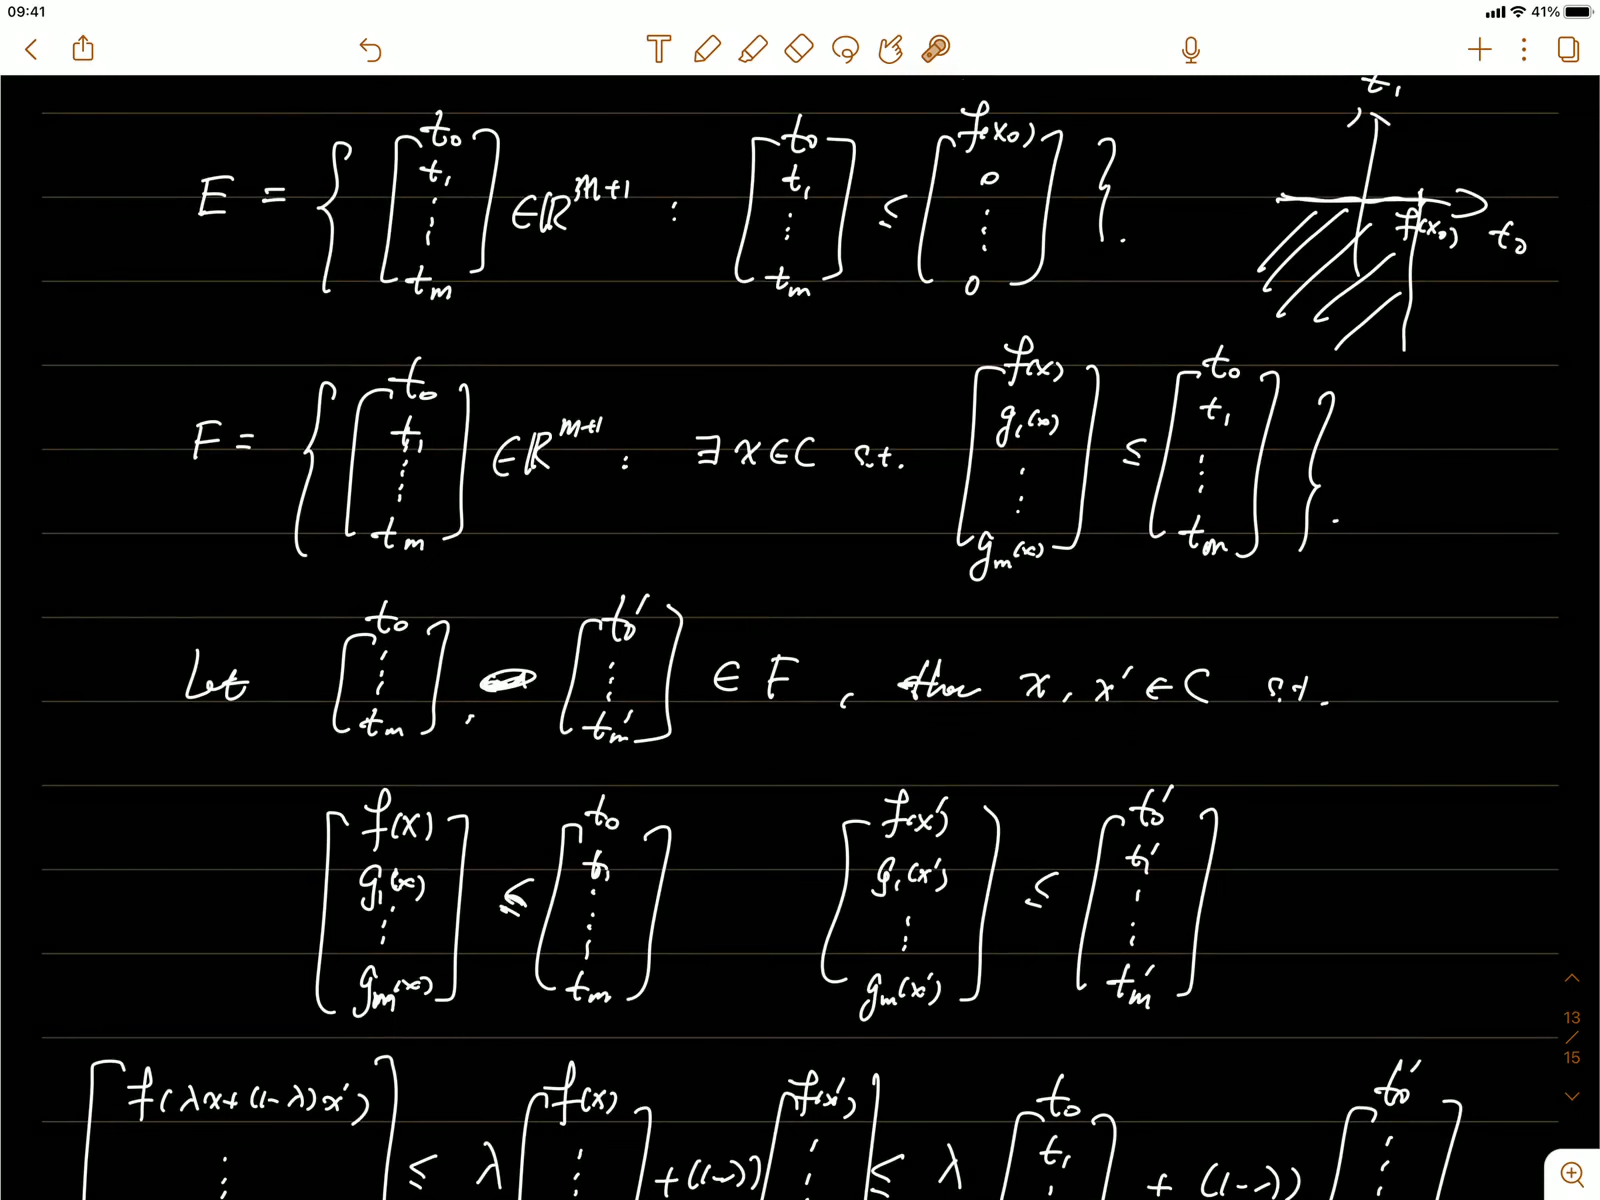 09:41 41%
t₁
E = { [t₀ t₁ ⋮ tₘ] ∈ ℝᵐ⁺¹ : [t₀ t₁ ⋮ tₘ] ≤ [f(x₀) 0 ⋮ 0] }.
f(x₀) t₀
F = { [t₀ t₁ ⋮ tₘ] ∈ ℝᵐ⁺¹ : ∃ x ∈ C s.t. [f(x) g₁(x) ⋮ gₘ(x)] ≤ [t₀ t₁ ⋮ tₘ] }.
Let [t₀ ⋮ tₘ], [t₀′ ⋮ tₘ′] ∈ F, x, x′ ∈ C s.t.
[f(x) g₁(x) ⋮ gₘ(x)] ≤ [t₀ t₁ ⋮ tₘ] [f(x′) g₁(x′) ⋮ gₘ(x′)] ≤ [t₀′ t₁′ ⋮ tₘ′]
[f(λx+(1-λ)x′) ⋮ ] ≤ λ [f(x) ⋮ ] + (1-λ) [f(x′) ⋮ ] ≤ λ [t₀ t₁ ⋮ ] + (1-λ) [t₀′ ⋮ ]
13
/
15